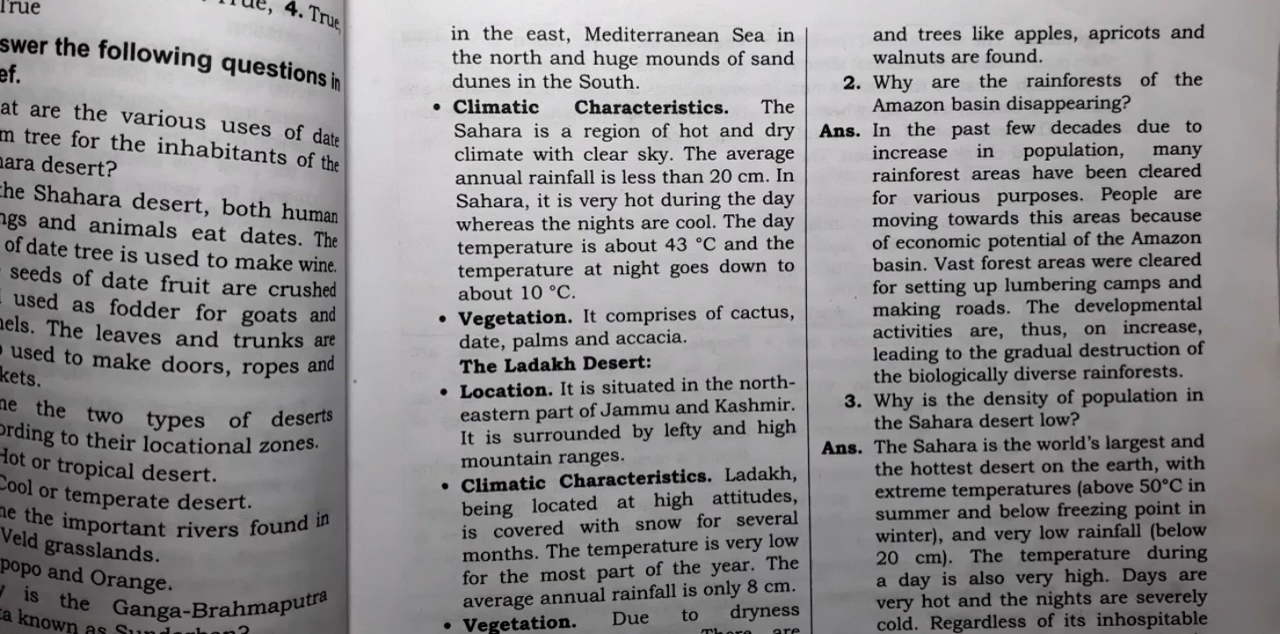 True
True, 4. True,
swer the following questions in
ef.
at are the various uses of date
m tree for the inhabitants of the
hara desert?
the Shahara desert, both human
ngs and animals eat dates. The
of date tree is used to make wine.
seeds of date fruit are crushed
used as fodder for goats and
nels. The leaves and trunks are
used to make doors, ropes and
kets.
ne the two types of deserts
ording to their locational zones.
Hot or tropical desert.
Cool or temperate desert.
ne the important rivers found in
Veld grasslands.
popo and Orange.
is the Ganga-Brahmaputra
a known as
in the east, Mediterranean Sea in
the north and huge mounds of sand
dunes in the South.
• Climatic Characteristics. The
Sahara is a region of hot and dry
climate with clear sky. The average
annual rainfall is less than 20 cm. In
Sahara, it is very hot during the day
whereas the nights are cool. The day
temperature is about 43 °C and the
temperature at night goes down to
about 10 °C.
• Vegetation. It comprises of cactus,
date, palms and accacia.
The Ladakh Desert:
• Location. It is situated in the north-
eastern part of Jammu and Kashmir.
It is surrounded by lefty and high
mountain ranges.
• Climatic Characteristics. Ladakh,
being located at high attitudes,
is covered with snow for several
months. The temperature is very low
for the most part of the year. The
average annual rainfall is only 8 cm.
• Vegetation. Due to dryness
There are
and trees like apples, apricots and
walnuts are found.
2. Why are the rainforests of the
Amazon basin disappearing?
Ans. In the past few decades due to
increase in population, many
rainforest areas have been cleared
for various purposes. People are
moving towards this areas because
of economic potential of the Amazon
basin. Vast forest areas were cleared
for setting up lumbering camps and
making roads. The developmental
activities are, thus, on increase,
leading to the gradual destruction of
the biologically diverse rainforests.
3. Why is the density of population in
the Sahara desert low?
Ans. The Sahara is the world's largest and
the hottest desert on the earth, with
extreme temperatures (above 50°C in
summer and below freezing point in
winter), and very low rainfall (below
20 cm). The temperature during
a day is also very high. Days are
very hot and the nights are severely
cold. Regardless of its inhospitable